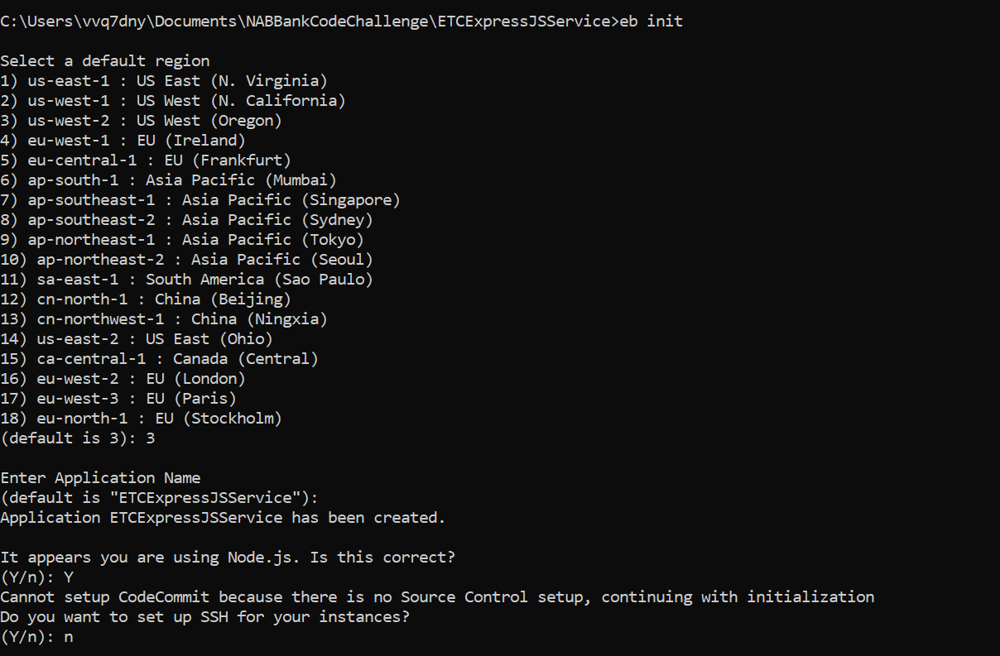 C:\Users\vvq7dny\Documents\NABBankCodeChallenge\ETCExpressJSService>eb init
Select a default region
1) us-east-1 : US East (N. Virginia)
2) us-west-1 : US West (N. California)
3) us-west-2 : US West (Oregon)
4) eu-west-1 : EU (Ireland)
5) eu-central-1 : EU (Frankfurt)
6) ap-south-1 : Asia Pacific (Mumbai)
7) ap-southeast-1 : Asia Pacific (Singapore)
8) ap-southeast-2 : Asia Pacific (Sydney)
9) ap-northeast-1 : Asia Pacific (Tokyo)
10) ap-northeast-2 : Asia Pacific (Seoul)
11) sa-east-1 : South America (Sao Paulo)
12) cn-north-1 : China (Beijing)
13) cn-northwest-1 : China (Ningxia)
14) us-east-2 : US East (Ohio)
15) ca-central-1 : Canada (Central)
16) eu-west-2 : EU (London)
17) eu-west-3 : EU (Paris)
18) eu-north-1 : EU (Stockholm)
(default is 3): 3
Enter Application Name
(default is "ETCExpressJSService"):
Application ETCExpressJSService has been created.
It appears you are using Node.js. Is this correct?
(Y/n): Y
Cannot setup CodeCommit because there is no Source Control setup, continuing with initialization
Do you want to set up SSH for your instances?
(Y/n): n